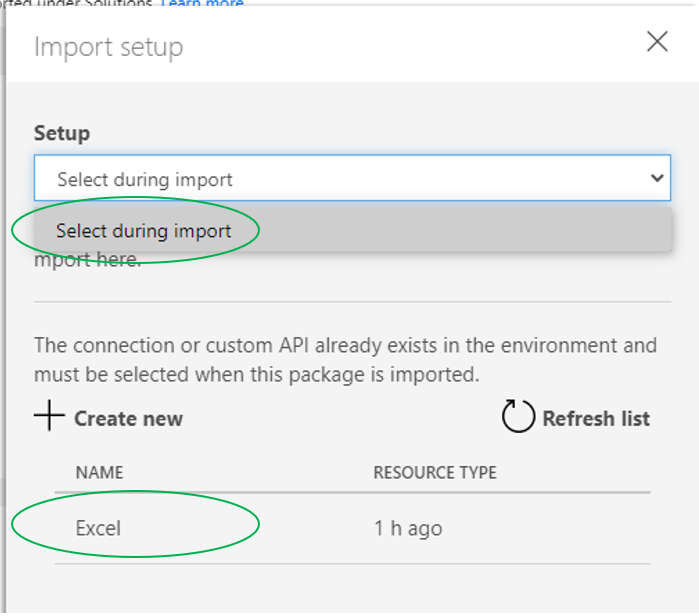 under Solutions. Learn more
Import setup
Setup
Select during import
Select during import
mport here.
The connection or custom API already exists in the environment and
must be selected when this package is imported.
Create new Refresh list
NAME RESOURCE TYPE
Excel 1 h ago